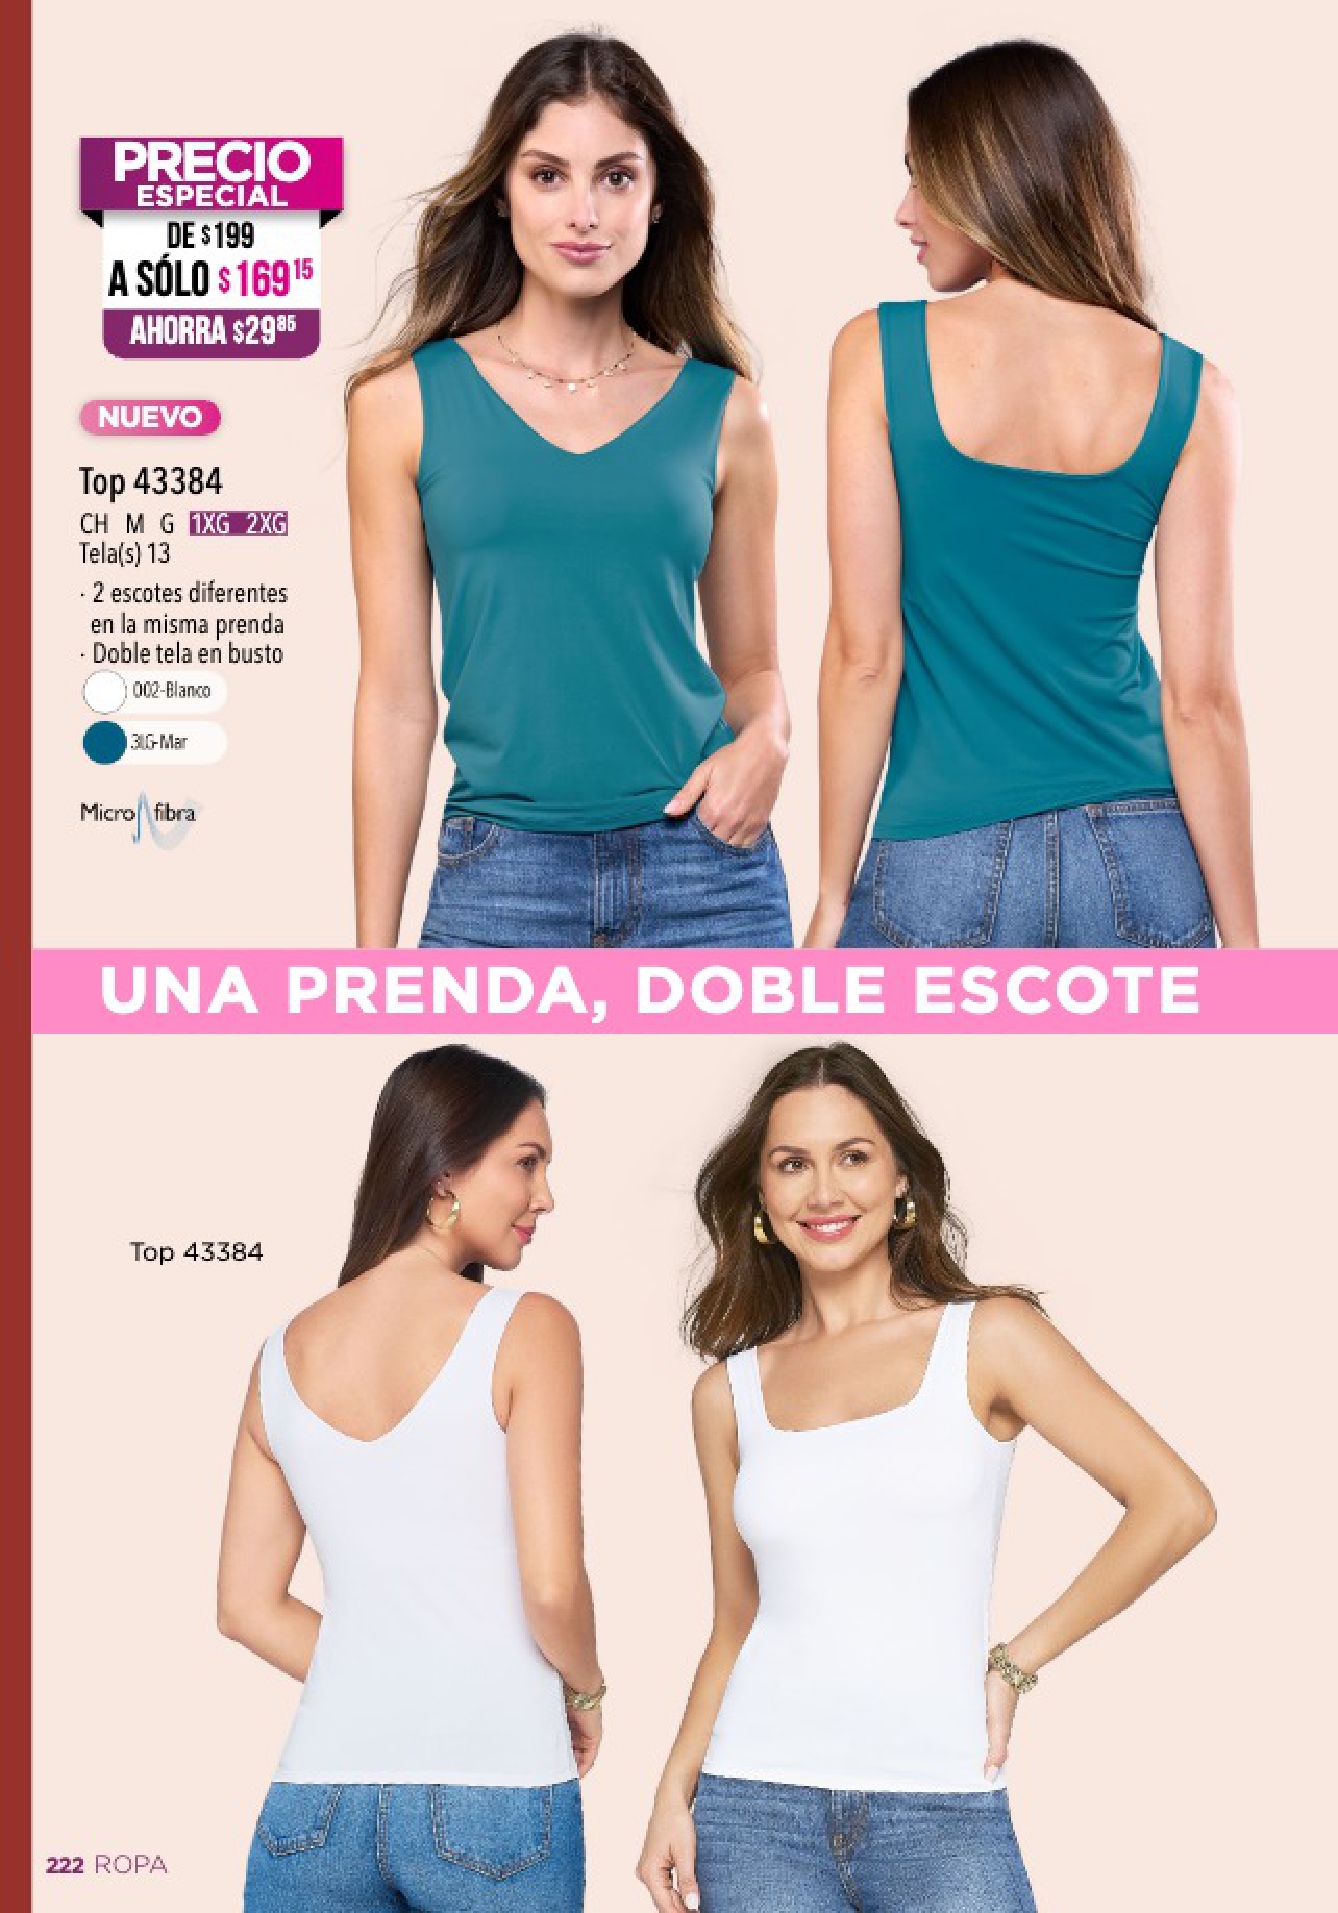 PRECIO
ESPECIAL
DE $199
A SÓLO $169 15
AHORRA $29 85
NUEVO
Top 43384
CH M G 1XG 2XG
Tela(s) 13
· 2 escotes diferentes
en la misma prenda
· Doble tela en busto
002-Blanco
3LG-Mar
Micro fibra
UNA PRENDA, DOBLE ESCOTE
Top 43384
222 ROPA